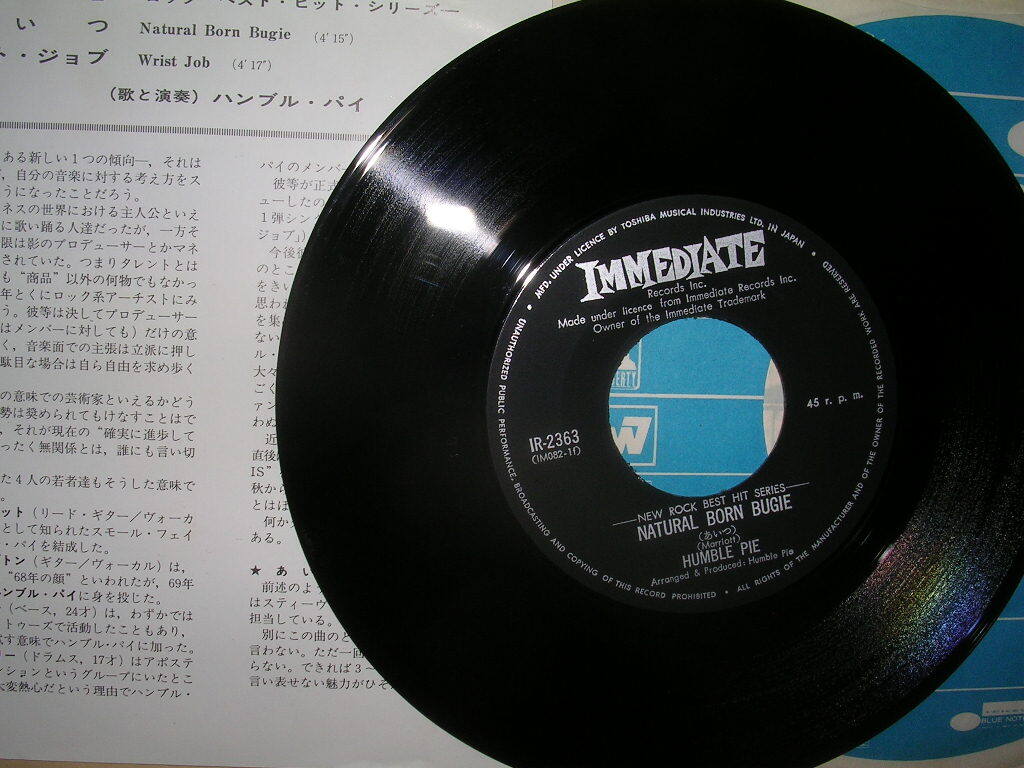 ロック・ベスト・ヒット・シリーズ
いつ Natural Born Bugie (4′15″)
ト・ジョブ Wrist Job (4′17″)
(歌と演奏) ハンブル・パイ
ある新しい1つの傾向―, それは
, 自分の音楽に対する考え方をス
うになったことだろう。
ネスの世界における主人公といえ
に歌い踊る人達だったが, 一方そ
限は影のプロデューサーとかマネ
されていた。つまりタレントとは
も“商品”以外の何物でもなかっ
年とくにロック系アーチストにみ
う。彼等は決してプロデューサー
はメンバーに対しても) だけの意
く, 音楽面での主張は立派に押し
駄目な場合は自ら自由を求め歩く
の意味での芸術家といえるかどう
勢は奨められてもけなすことはで
, それが現在の“確実に進歩して
ったく無関係とは, 誰にも言い切
た4人の若者達もそうした意味で
。
ット (リード・ギター/ヴォーカ
として知られたスモール・フェイ
・パイを結成した。
トン (ギター/ヴォーカル) は,
“68年の顔”といわれたが, 69年
ンブル・パイに身を投じた。
(ベース, 24才) は, わずかでは
トゥーズで活動したこともあり,
す意味でハンブル・パイに加った。
リー (ドラムス, 17才) はアポステ
ンションというグループにいたとこ
大変熱心だという理由でハンブル・
パイのメンバー
彼等が正式
ューしたの
1弾シング
ジョブ」)
今後
のとこ
をきい
思われ
を集
ない
ル・
大々
ごく
ァン
わぬ
近
直後
IS”
秋から
とはほ
何か
ある。
★あい
前述のよう
はスティーヴ
担当している。
別にこの曲のど
言わない。ただ一回
らない。できれば3~
言い表せない魅力がひそ
MFD. UNDER LICENCE BY TOSHIBA MUSICAL INDUSTRIES LTD. IN JAPAN
IMMEDIATE
Records Inc.
Made under licence from Immediate Records Inc.
Owner of the Immediate Trademark
45 r. p. m.
IR-2363
(IM082-1f)
NEW ROCK BEST HIT SERIES
NATURAL BORN BUGIE
(あいつ)
(Marriott)
HUMBLE PIE
Arranged & Produced: Humble Pie
ALL RIGHTS OF THE MANUFACTURER AND OF THE OWNER OF THE RECORDED WORK ARE RESERVED
UNAUTHORIZED PUBLIC PERFORMANCE, BROADCASTING AND COPYING OF THIS RECORD PROHIBITED
BLUE NOTE